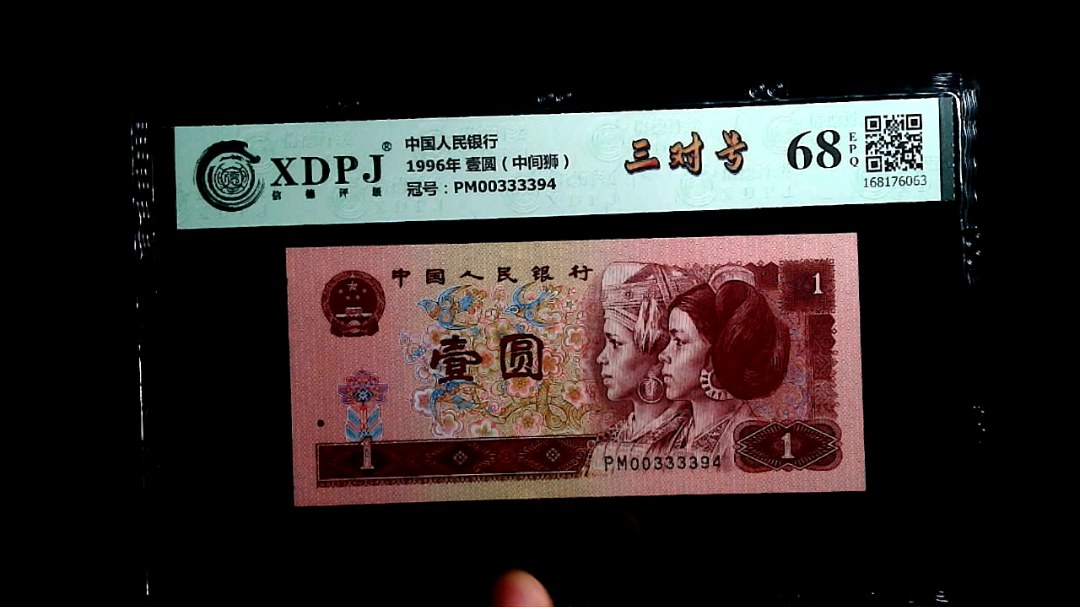 XDPJ®
信德评级
中国人民银行
1996年 壹圆（中间狮）
冠号：PM00333394
三对号
68
EPQ
168176063
中国人民银行
1
壹圆
1
PM00333394
1